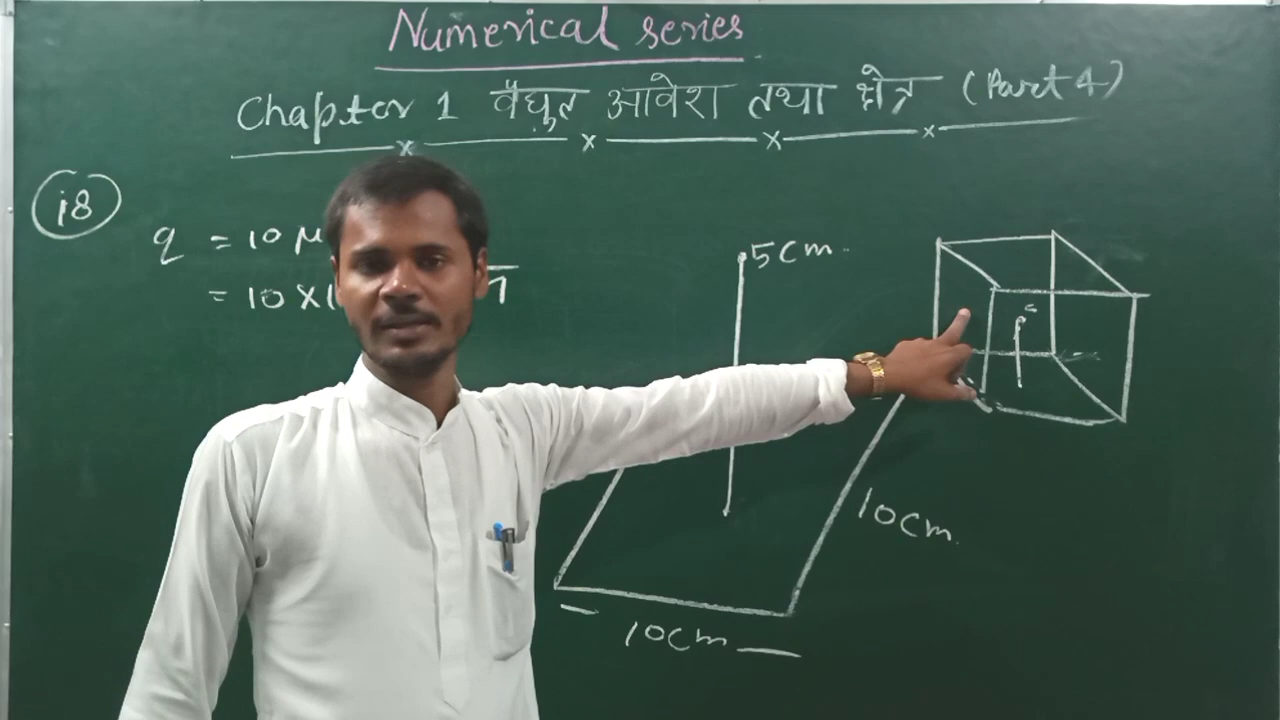 Numerical series
Chapter 1 वैद्युत आवेश तथा क्षेत्र (Part 4)
18
q = 10 μ
= 10 X 1
5cm.
10cm.
10cm